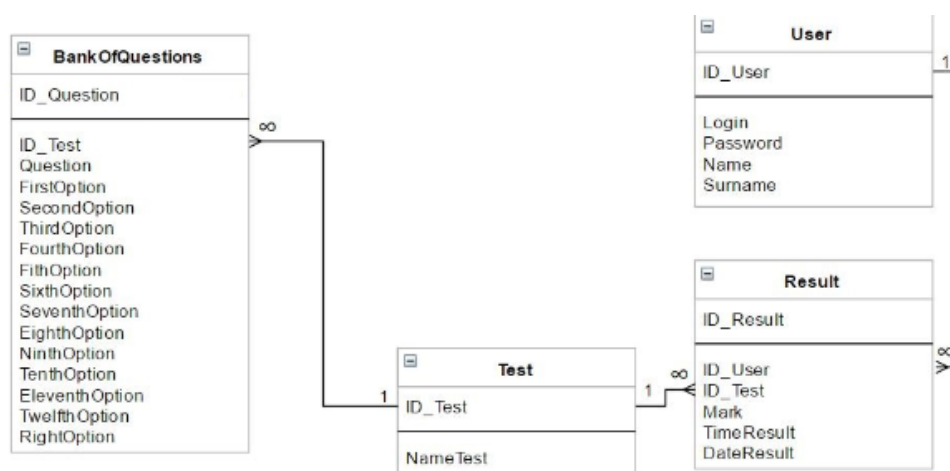 BankOfQuestions
ID_Question
ID_Test
Question
FirstOption
SecondOption
ThirdOption
FourthOption
FithOption
SixthOption
SeventhOption
EighthOption
NinthOption
TenthOption
EleventhOption
TwelfthOption
RightOption
∞
1
Test
ID_Test
NameTest
1
∞
User
ID_User
1
Login
Password
Name
Surname
Result
ID_Result
∞
ID_User
ID_Test
Mark
TimeResult
DateResult